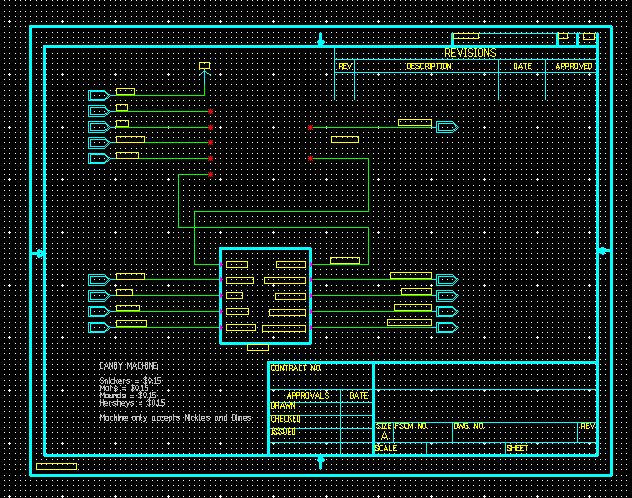 REVISIONS
REV DESCRIPTION DATE APPROVED
CANDY MACHINE:
Snickers = $0.15
Mars = $0.15
Mounds = $0.15
Hersheys = $0.15
Machine only accepts Nickles and Dimes
CONTRACT NO.
APPROVALS DATE
DRAWN
CHECKED
ISSUED
SIZE FSCM NO. DWG. NO. REV.
A
SCALE SHEET